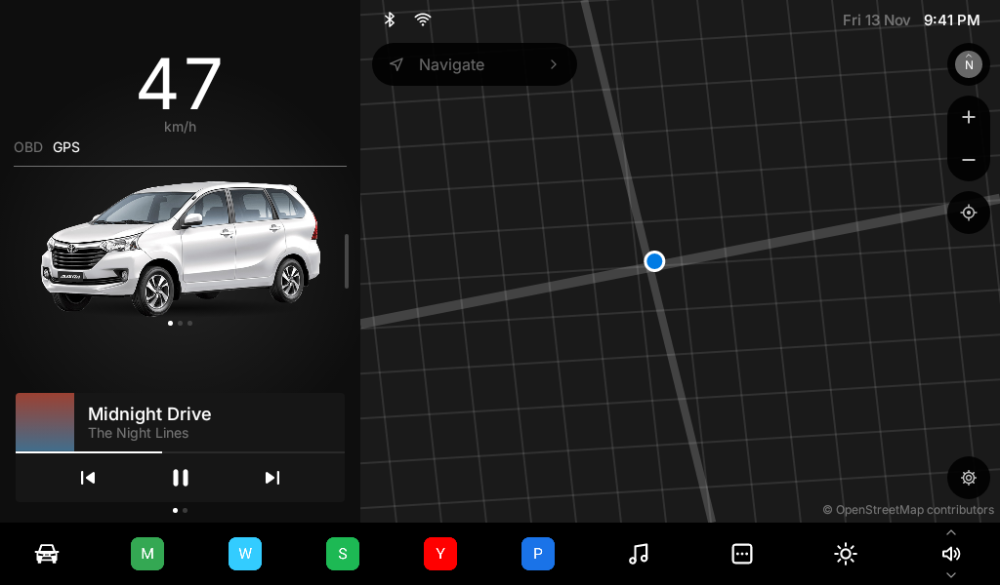 47
km/h
OBD GPS
Midnight Drive
The Night Lines
Fri 13 Nov 9:41 PM
Navigate
N
© OpenStreetMap contributors
M W S Y P